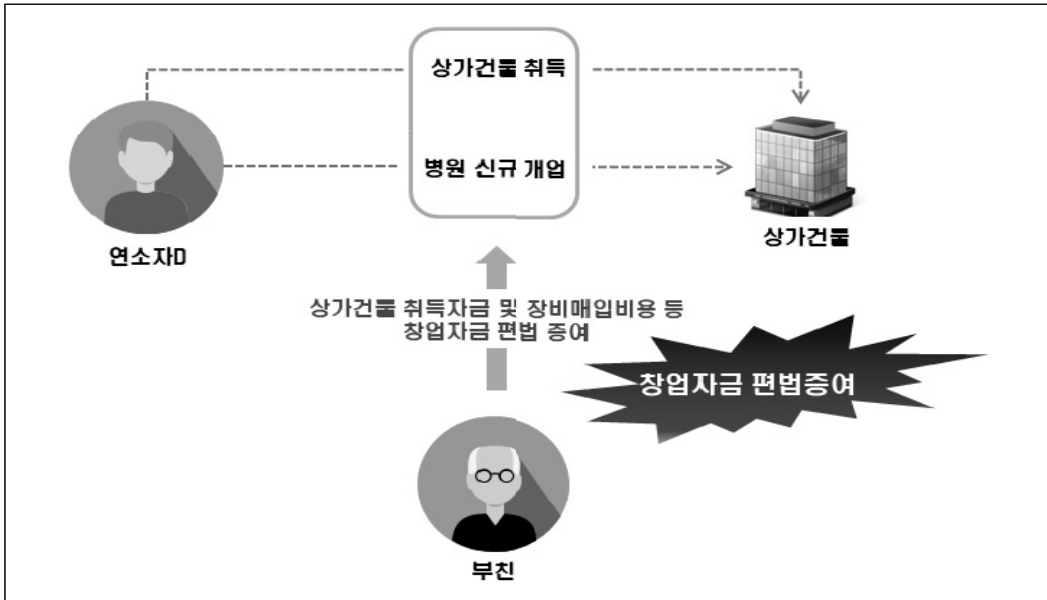 상가건물 취득
병원 신규 개업
연소자D
상가건물
상가건물 취득자금 및 장비매입비용 등
창업자금 편법 증여
창업자금 편법증여
부친